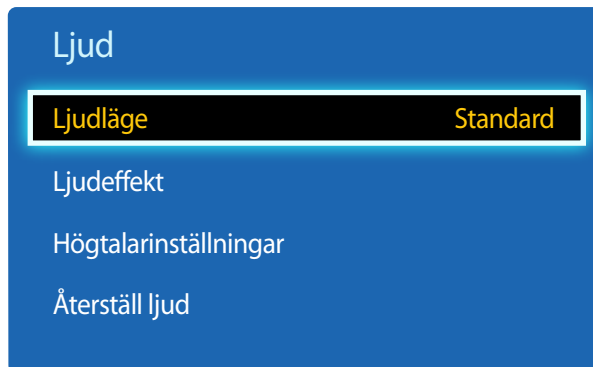 Ljud
Ljudläge Standard
Ljudeffekt
Högtalarinställningar
Återställ ljud